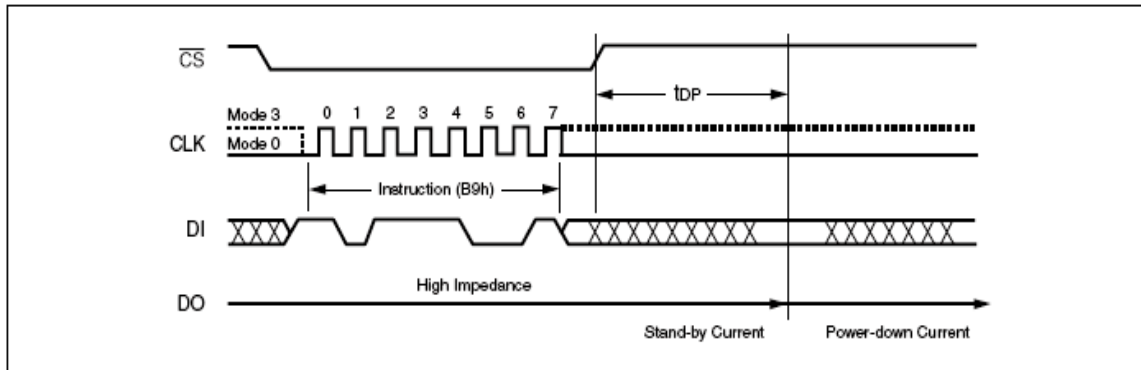 CS
tDP
Mode 3
0 1 2 3 4 5 6 7
CLK
Mode 0
Instruction (B9h)
DI
High Impedance
DO
Stand-by Current
Power-down Current